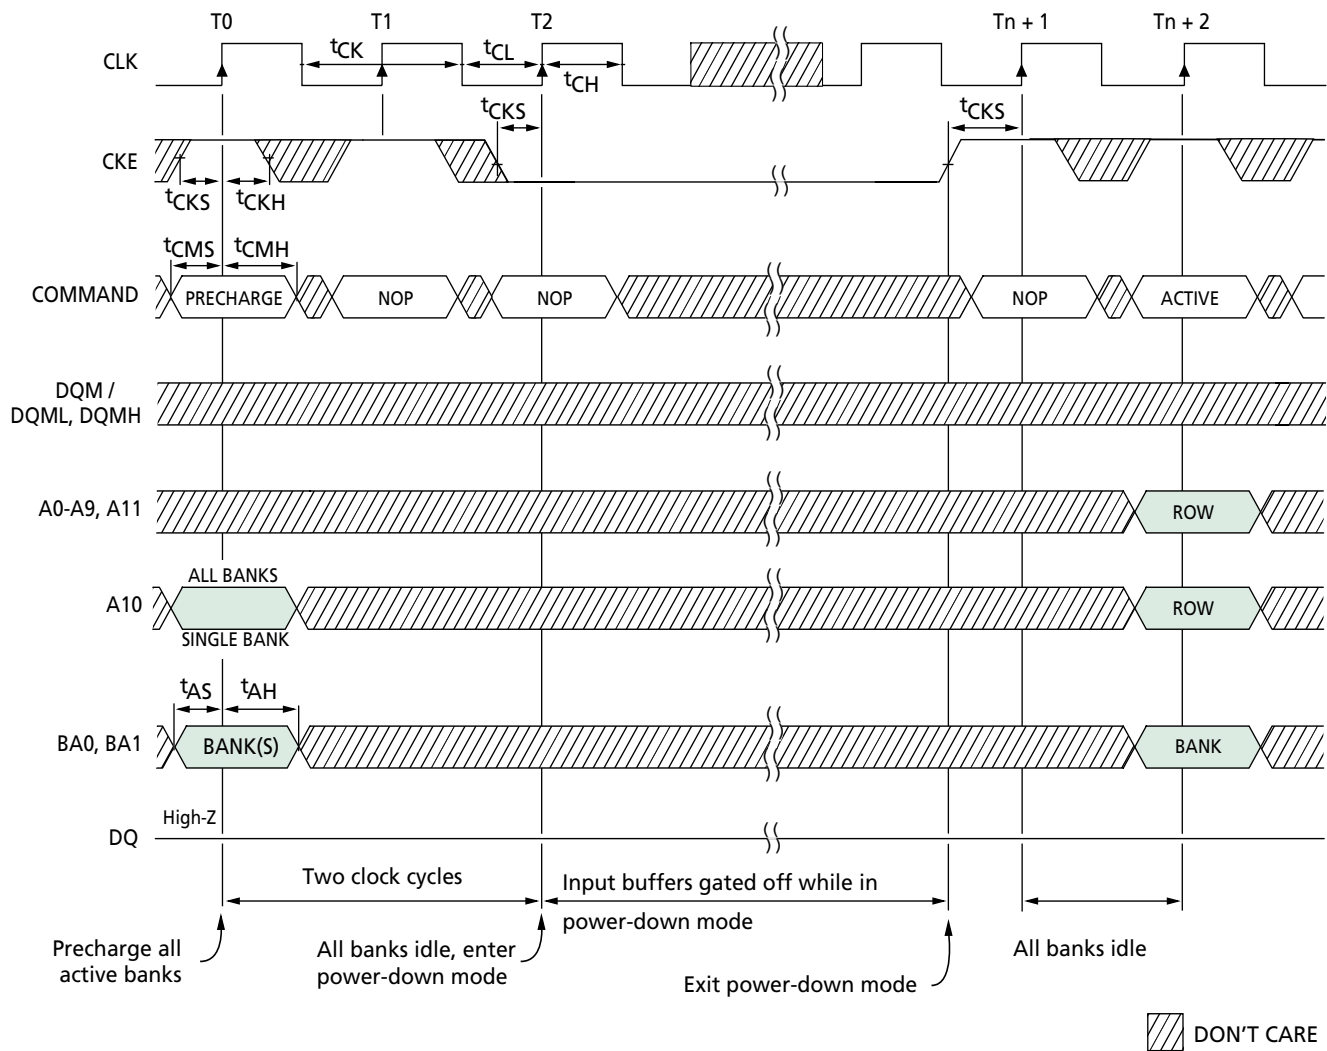 T0 T1 T2 Tn + 1 Tn + 2
CLK
tCK tCL
tCH
tCKS tCKS
CKE
tCKS tCKH
tCMS tCMH
COMMAND PRECHARGE NOP NOP NOP ACTIVE
DQM /
DQML, DQMH
A0-A9, A11 ROW
ALL BANKS
A10 ROW
SINGLE BANK
tAS tAH
BA0, BA1 BANK(S) BANK
High-Z
DQ
Two clock cycles
Input buffers gated off while in
power-down mode
Precharge all
active banks
All banks idle, enter
power-down mode
Exit power-down mode
All banks idle
DON'T CARE